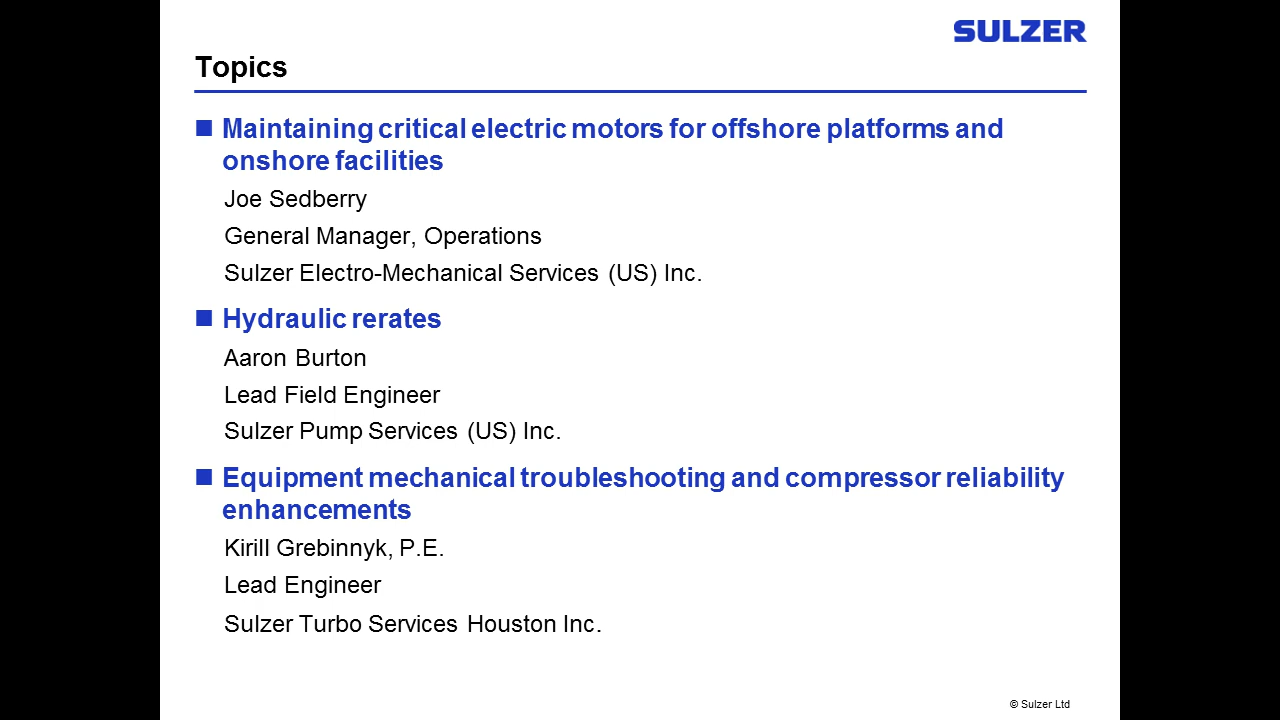 SULZER
Topics
Maintaining critical electric motors for offshore platforms and
onshore facilities
Joe Sedberry
General Manager, Operations
Sulzer Electro-Mechanical Services (US) Inc.
Hydraulic rerates
Aaron Burton
Lead Field Engineer
Sulzer Pump Services (US) Inc.
Equipment mechanical troubleshooting and compressor reliability
enhancements
Kirill Grebinnyk, P.E.
Lead Engineer
Sulzer Turbo Services Houston Inc.
© Sulzer Ltd